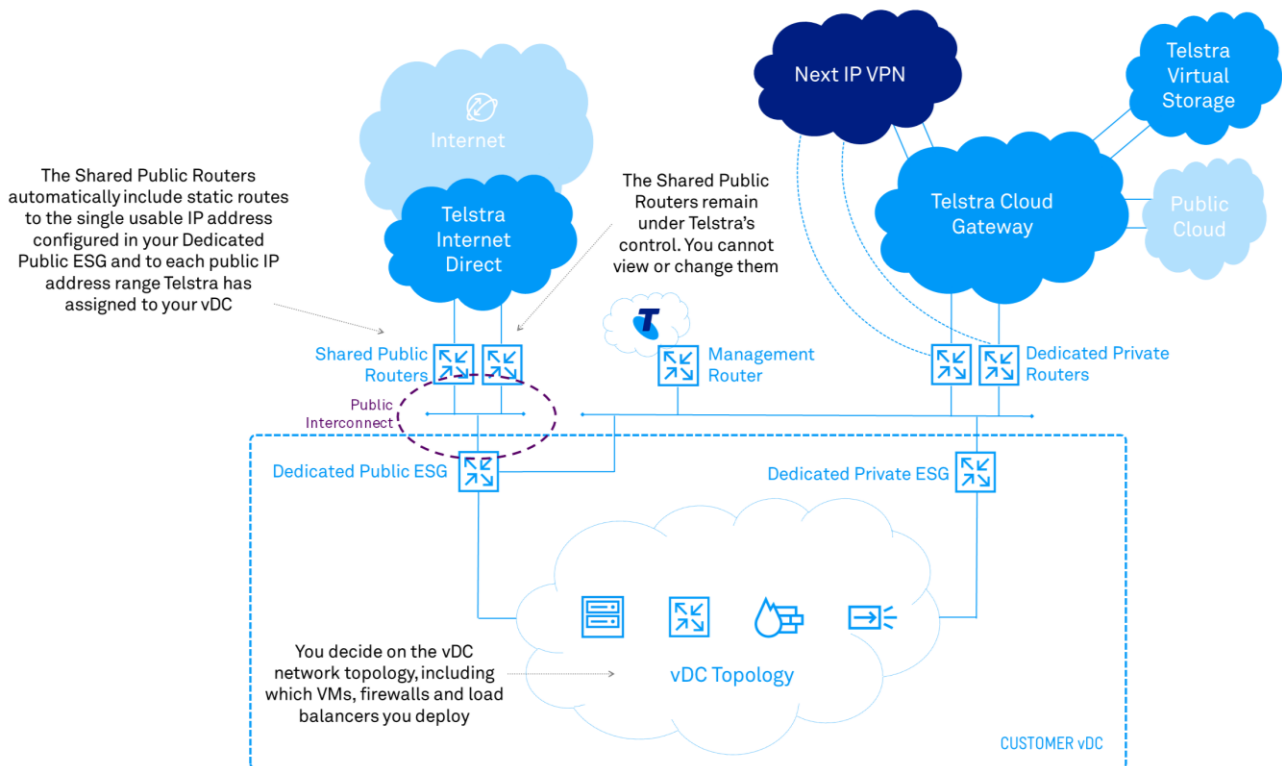 Next IP VPN
Telstra
Virtual
Storage
Internet
The Shared Public Routers
automatically include static routes
to the single usable IP address
configured in your Dedicated
Public ESG and to each public IP
address range Telstra has
assigned to your vDC
Telstra
Internet
Direct
The Shared Public
Routers remain
under Telstra's
control. You cannot
view or change them
Telstra Cloud
Gateway
Public
Cloud
T
Shared Public
Routers
Management
Router
Dedicated Private
Routers
Public
Interconnect
Dedicated Public ESG
Dedicated Private ESG
You decide on the vDC
network topology, including
which VMs, firewalls and load
balancers you deploy
vDC Topology
CUSTOMER vDC